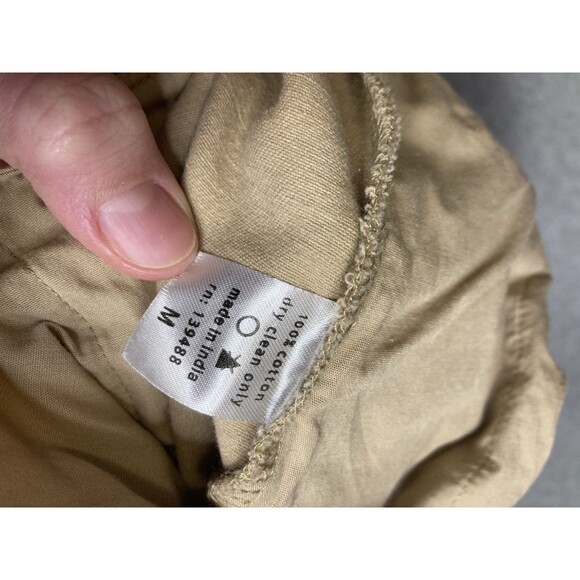 100% cotton
dry clean only
made in India
rn: 139488
M